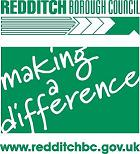 REDDITCH BOROUGH COUNCIL
making
a
difference
www.redditchbc.gov.uk